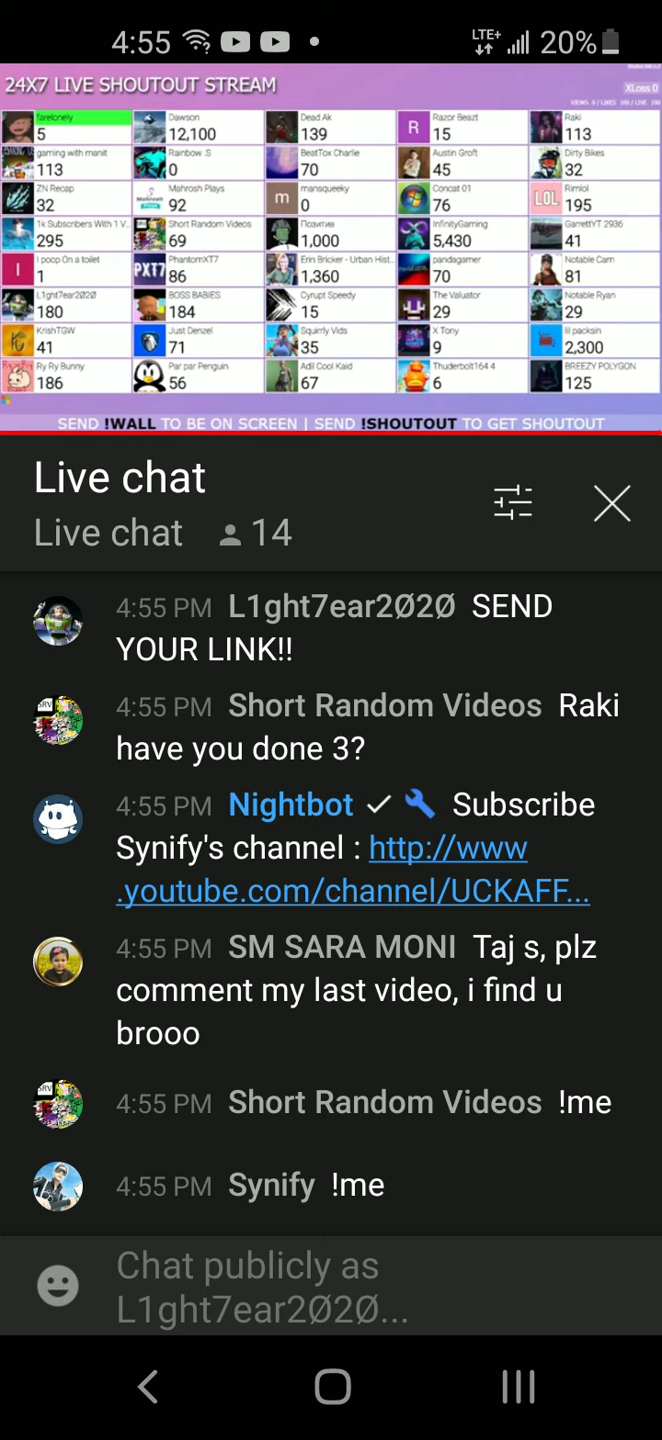 4:55
LTE+
20%
24X7 LIVE SHOUTOUT STREAM
XLoss 0
VIEWS 0 / LIKES 100 / LIVE 100
farelonely Dawson Dead Ak Razor Beazt Raki
5 12,100 139 R 15 113
gaming with manit Rainbow .S BeatTox Charlie Austin Groft Dirty Bikes
113 0 70 45 32
ZN Recap Mahrosh Plays mansqueeky Concat 01 Rimiol
32 92 m 0 76 LOL 195
1k Subscribers With 1 V... Short Random Videos Позитив InfinityGaming GarrettYT 2936
295 69 1,000 5,430 41
I poop On a toilet PhantomXT7 Erin Bricker - Urban Hist... pandagamer Notable Cam
I 1 PXT7 86 1,360 70 81
L1ght7ear2Ø2Ø BOSS BABIES Cyrupt Speedy The Valuator Notable Ryan
180 184 15 29 29
KrishTGW Just Denzel Squirrly Vids X Tony lil packsin
41 71 35 9 2,300
Ry Ry Bunny Par par Penguin Adil Cool Kaid Thuderbolt164 4 BREEZY POLYGON
186 56 67 6 125
SEND !WALL TO BE ON SCREEN | SEND !SHOUTOUT TO GET SHOUTOUT
Live chat
Live chat 14
4:55 PM L1ght7ear2Ø2Ø SEND
YOUR LINK!!
4:55 PM Short Random Videos Raki
have you done 3?
4:55 PM Nightbot Subscribe
Synify's channel : http://www
.youtube.com/channel/UCKAFF...
4:55 PM SM SARA MONI Taj s, plz
comment my last video, i find u
brooo
4:55 PM Short Random Videos !me
4:55 PM Synify !me
Chat publicly as
L1ght7ear2Ø2Ø...